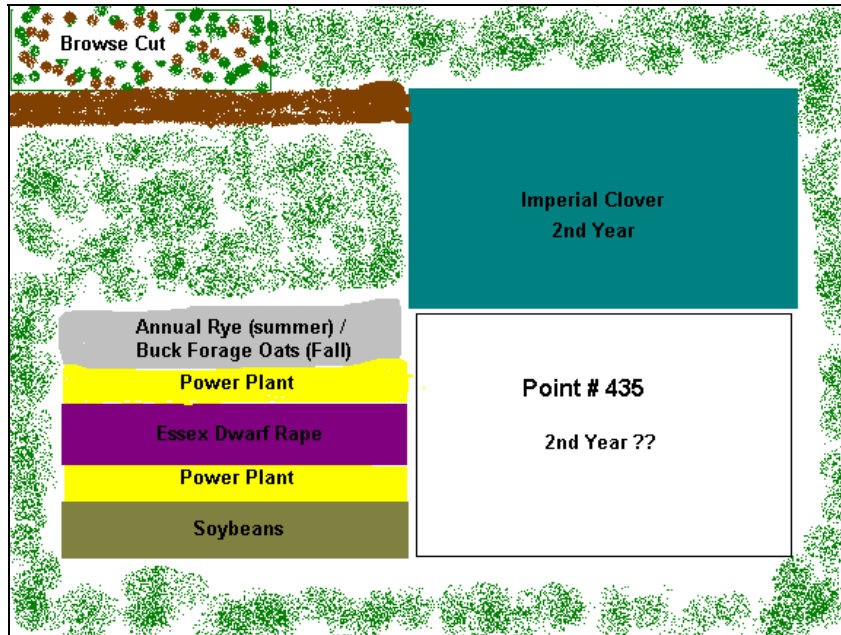 Browse Cut
Imperial Clover
2nd Year
Annual Rye (summer) /
Buck Forage Oats (Fall)
Power Plant
Essex Dwarf Rape
Power Plant
Soybeans
Point # 435
2nd Year ??